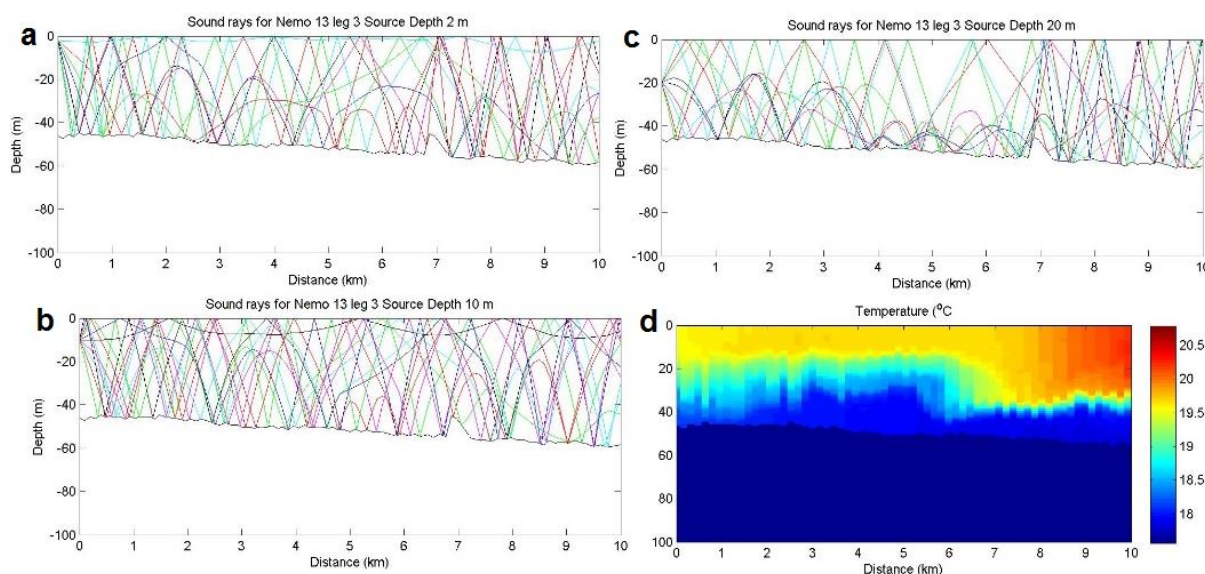 a
Sound rays for Nemo 13 leg 3 Source Depth 2 m
0
-20
-40
-60
-80
-100
Depth (m)
0 1 2 3 4 5 6 7 8 9 10
Distance (km)
b
Sound rays for Nemo 13 leg 3 Source Depth 10 m
0
-20
-40
-60
-80
-100
Depth (m)
0 1 2 3 4 5 6 7 8 9 10
Distance (km)
c
Sound rays for Nemo 13 leg 3 Source Depth 20 m
0
-20
-40
-60
-80
-100
Depth (m)
0 1 2 3 4 5 6 7 8 9 10
Distance (km)
d
Temperature (°C
0
20
40
60
80
100
0 1 2 3 4 5 6 7 8 9 10
Distance (km)
20.5
20
19.5
19
18.5
18